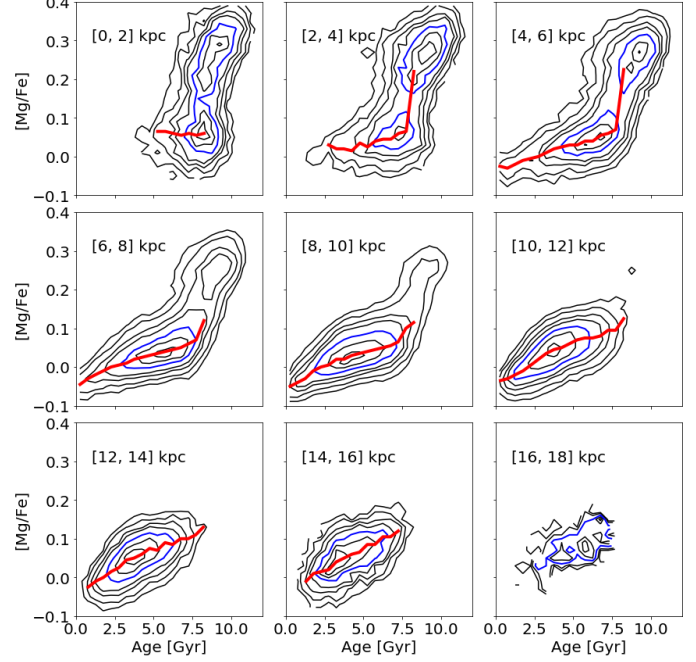 0.4
[0, 2] kpc
[2, 4] kpc
[4, 6] kpc
0.3
0.2
[Mg/Fe]
0.1
0.0
−0.1
0.4
[6, 8] kpc
[8, 10] kpc
[10, 12] kpc
0.3
0.2
[Mg/Fe]
0.1
0.0
−0.1
0.4
[12, 14] kpc
[14, 16] kpc
[16, 18] kpc
0.3
0.2
[Mg/Fe]
0.1
0.0
−0.1
0.0 2.5 5.0 7.5 10.0 0.0 2.5 5.0 7.5 10.0 0.0 2.5 5.0 7.5 10.0
Age [Gyr] Age [Gyr] Age [Gyr]